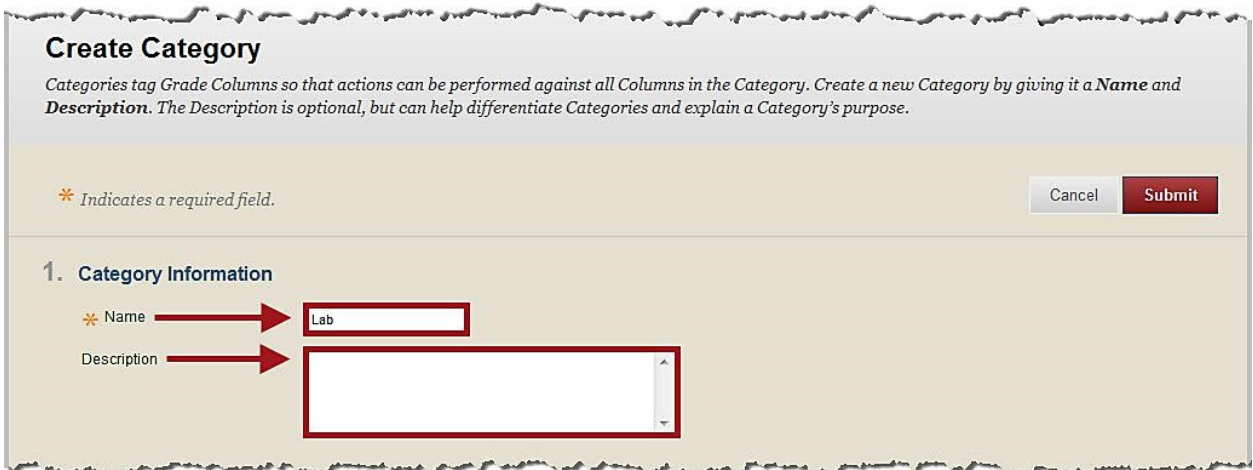 Create Category
Categories tag Grade Columns so that actions can be performed against all Columns in the Category. Create a new Category by giving it a Name and
Description. The Description is optional, but can help differentiate Categories and explain a Category's purpose.
* Indicates a required field.
Cancel Submit
1. Category Information
* Name Lab
Description